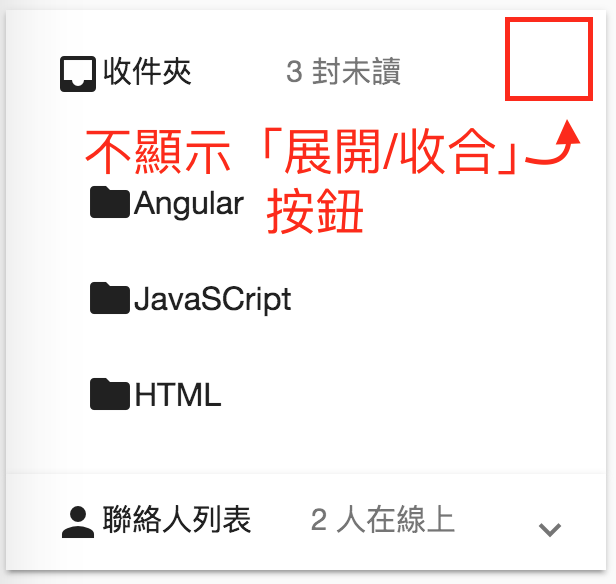 收件夾 3 封未讀
不顯示「展開/收合」
按鈕
Angular
JavaSCript
HTML
聯絡人列表 2 人在線上